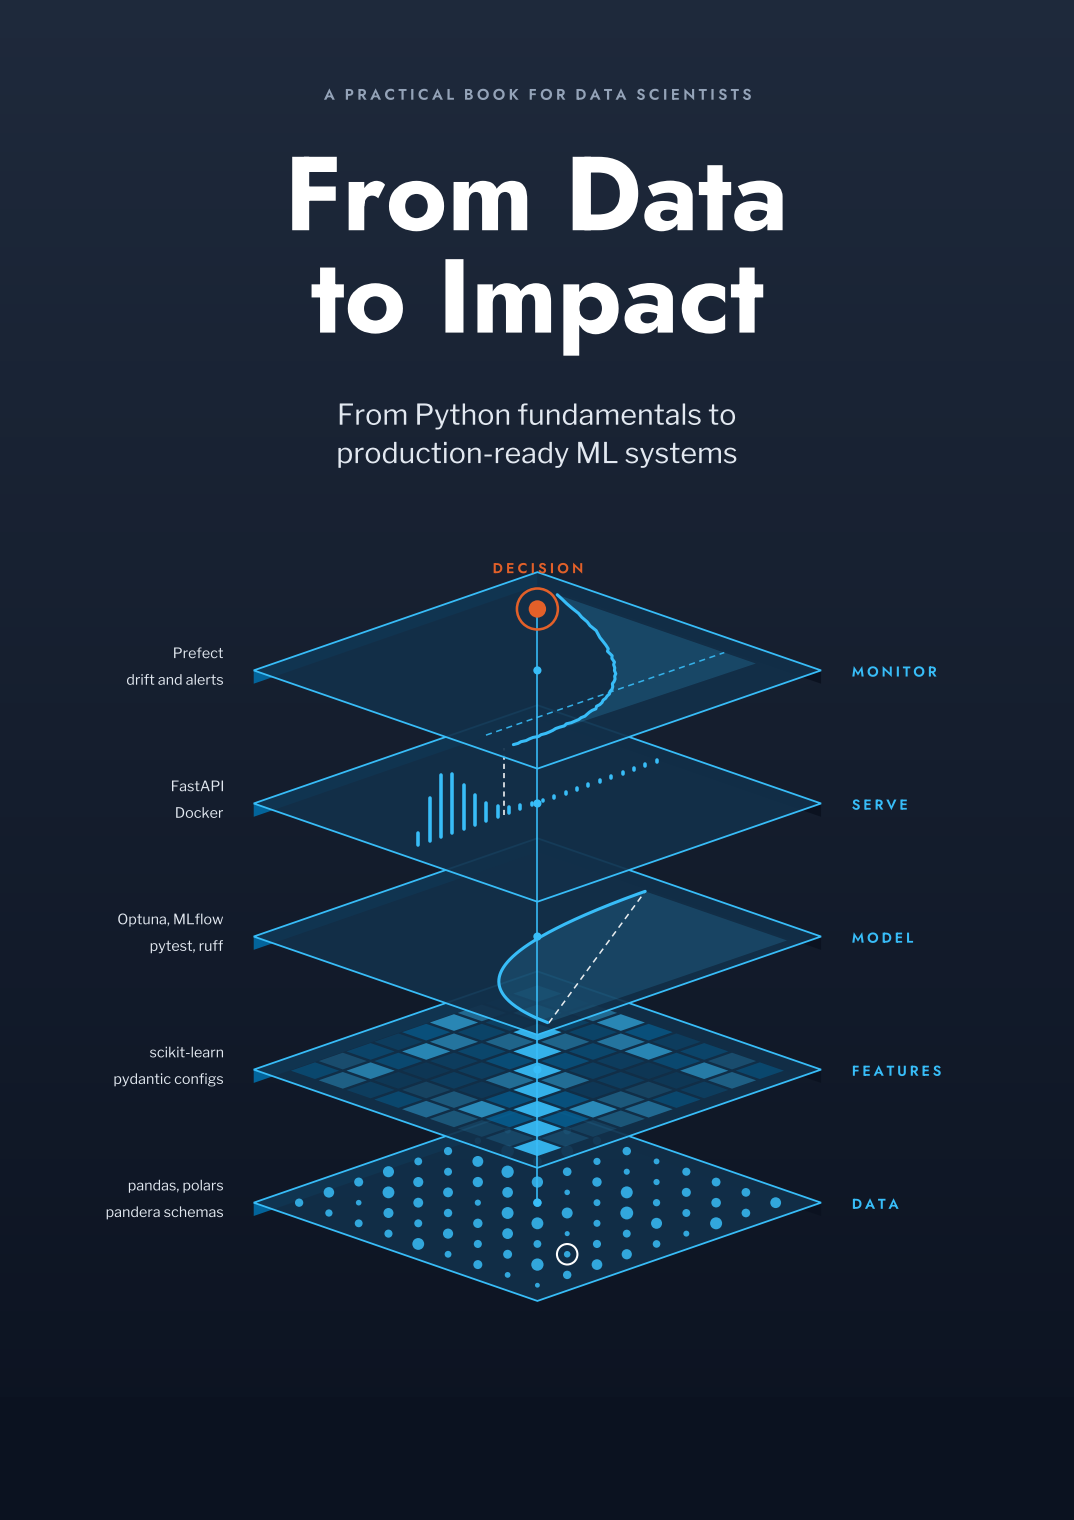 A PRACTICAL BOOK FOR DATA SCIENTISTS
From Data
to Impact
From Python fundamentals to
production-ready ML systems
DECISION
Prefect
drift and alerts
MONITOR
FastAPI
Docker
SERVE
Optuna, MLflow
pytest, ruff
MODEL
scikit-learn
pydantic configs
FEATURES
pandas, polars
pandera schemas
DATA